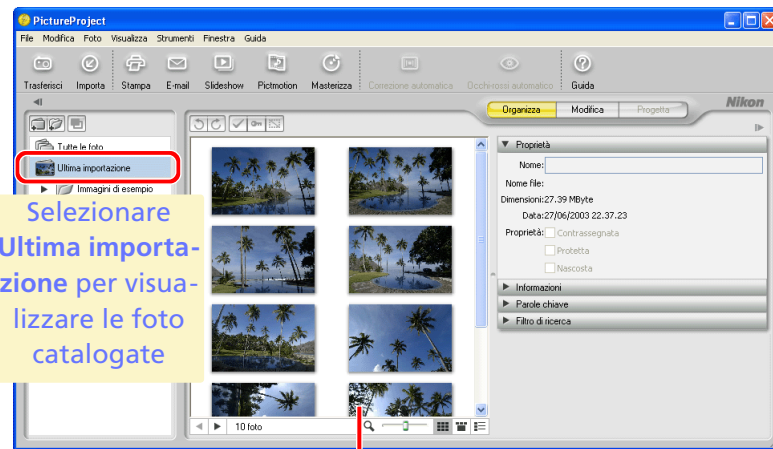 PictureProject
File Modifica Foto Visualizza Strumenti Finestra Guida
Trasferisci Importa Stampa E-mail Slideshow Pictmotion Masterizza Correzione automatica Occhi rossi automatico Guida
Organizza Modifica Progetta Nikon
Tutte le foto
Ultima importazione
Immagini di esempio
Selezionare
Ultima importa-
zione per visua-
lizzare le foto
catalogate
Proprietà
Nome:
Nome file:
Dimensioni:27.39 MByte
Data:27/06/2003 22.37.23
Proprietà: Contrassegnata
Protetta
Nascosta
Informazioni
Parole chiave
Filtro di ricerca
10 foto